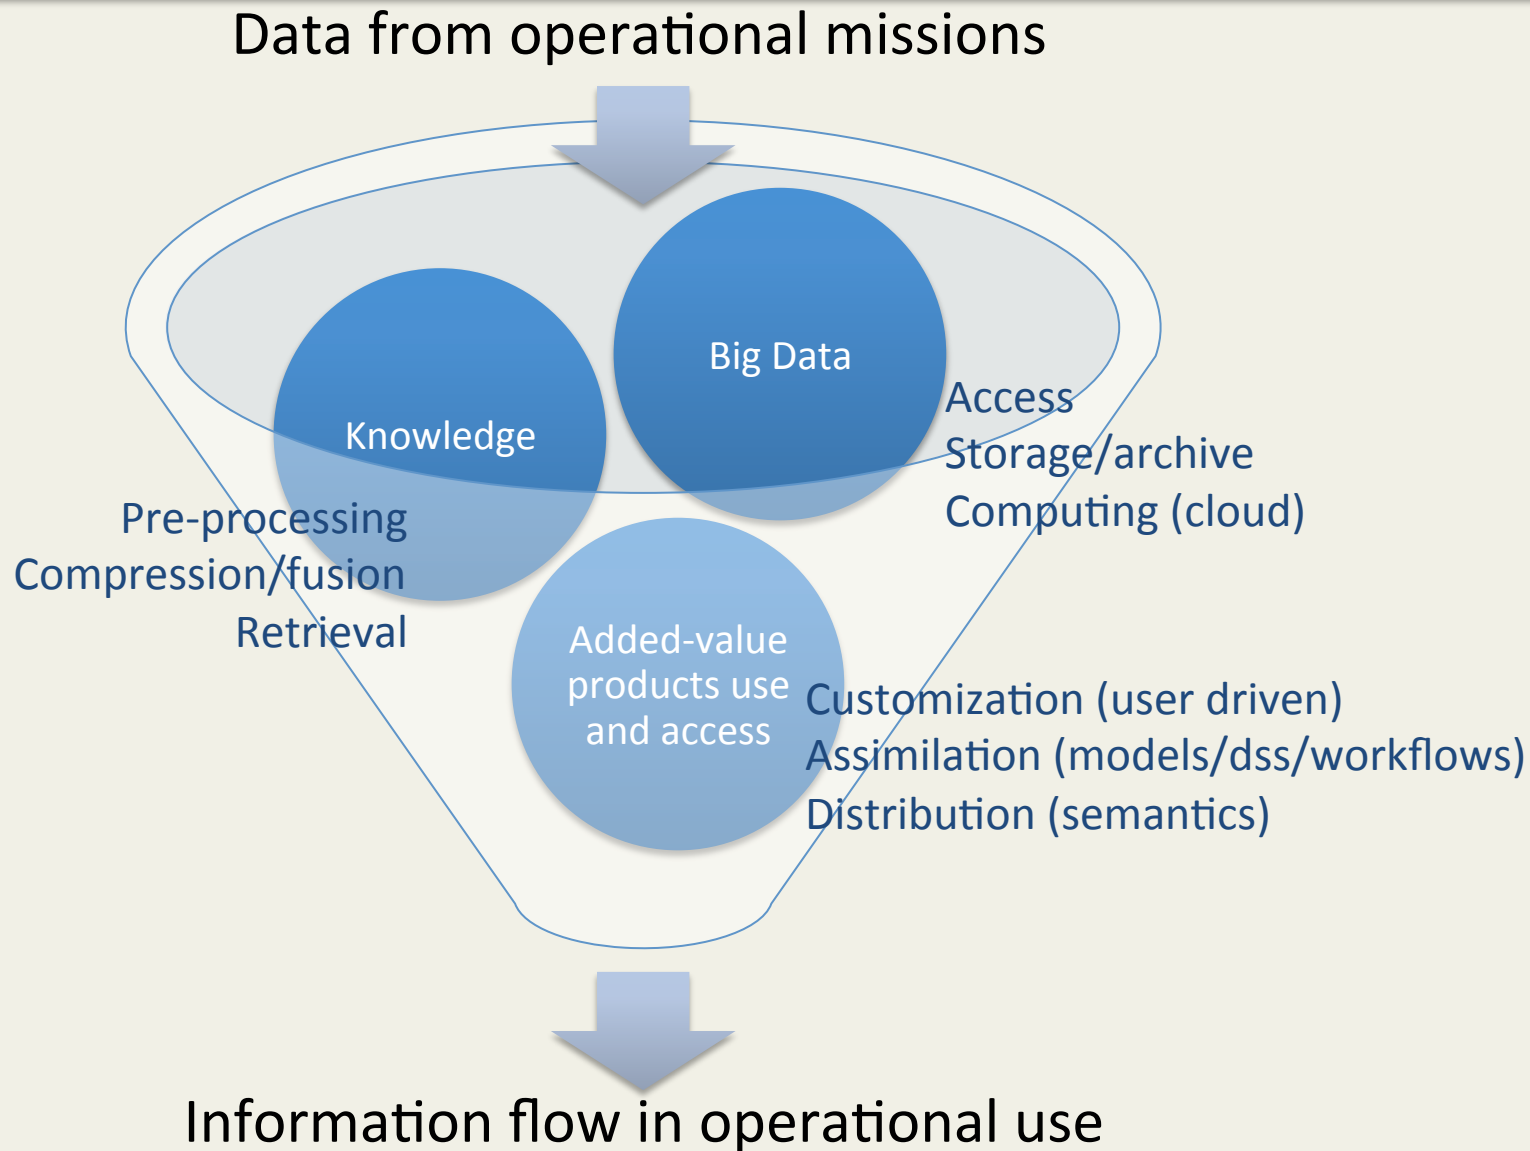 Data from operational missions
Big Data
Access
Storage/archive
Computing (cloud)
Knowledge
Pre-processing
Compression/fusion
Retrieval
Added-value
products use
and access
Customization (user driven)
Assimilation (models/dss/workflows)
Distribution (semantics)
Information flow in operational use